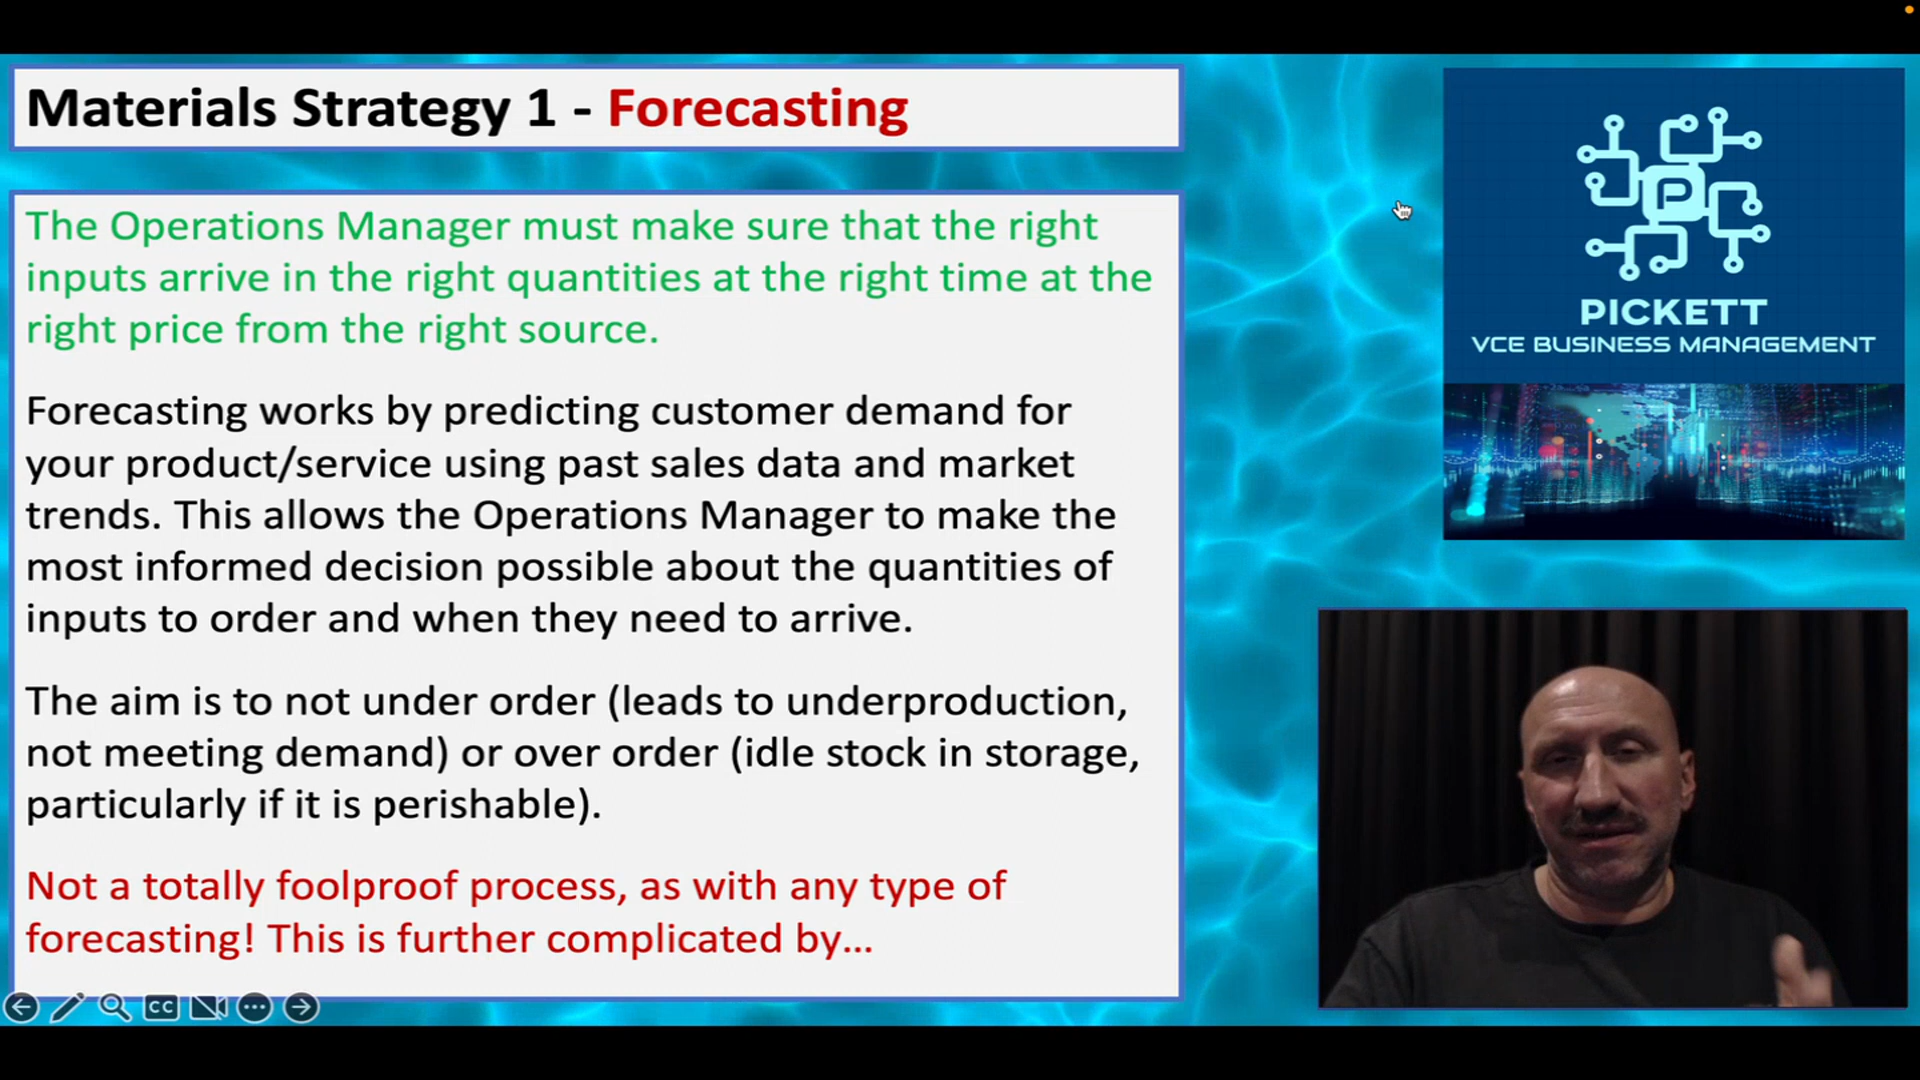 Materials Strategy 1 - Forecasting
The Operations Manager must make sure that the right
inputs arrive in the right quantities at the right time at the
right price from the right source.
Forecasting works by predicting customer demand for
your product/service using past sales data and market
trends. This allows the Operations Manager to make the
most informed decision possible about the quantities of
inputs to order and when they need to arrive.
The aim is to not under order (leads to underproduction,
not meeting demand) or over order (idle stock in storage,
particularly if it is perishable).
Not a totally foolproof process, as with any type of
forecasting! This is further complicated by...
P
PICKETT
VCE BUSINESS MANAGEMENT
CC